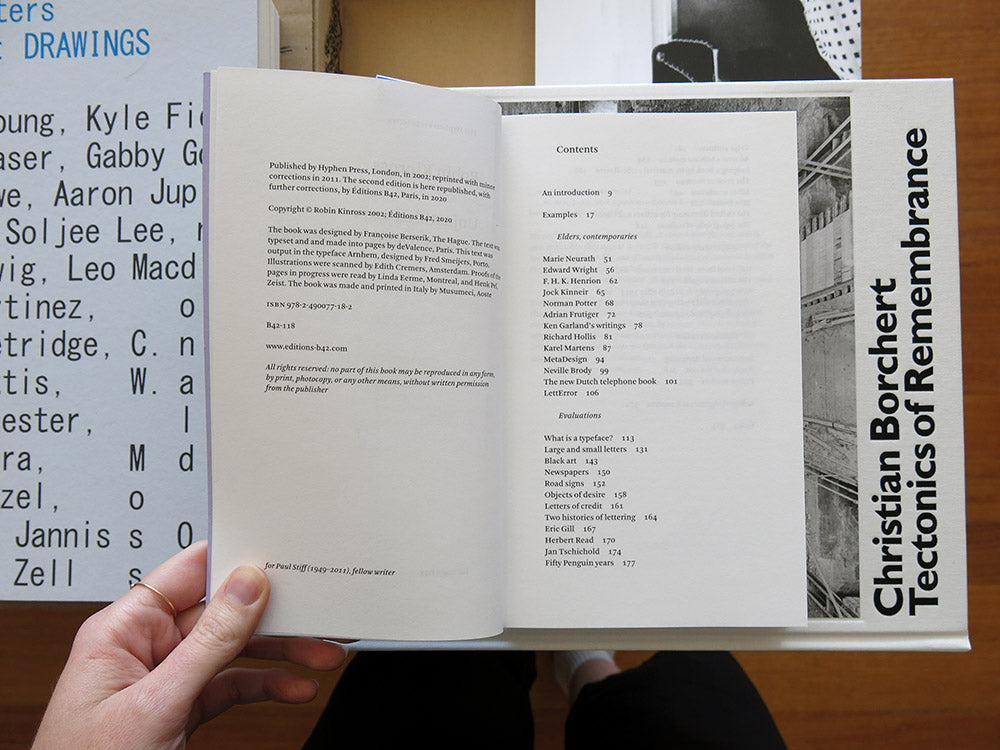 ters
DRAWINGS
oung, Kyle Fi
aser, Gabby G
we, Aaron Jup
Soljee Lee,
wig, Leo Macd
rtinez, o
etridge, C. n
ttis, W. a
ester, l
ra, M d
zel, o
Jannis s O
Zell s
Published by Hyphen Press, London, in 2002; reprinted with minor
corrections in 2011. The second edition is here republished, with
further corrections, by Éditions B42, Paris, in 2020
Copyright © Robin Kinross 2002; Éditions B42, 2020
The book was designed by Françoise Berserik, The Hague. The text was
typeset and and made into pages by deValence, Paris. This text was
output in the typeface Arnhem, designed by Fred Smeijers, Porto.
Illustrations were scanned by Edith Cremers, Amsterdam. Proofs of the
pages in progress were read by Linda Eerme, Montreal, and Henk Pel,
Zeist. The book was made and printed in Italy by Musumeci, Aoste
ISBN 978-2-490077-18-2
B42-118
www.editions-b42.com
All rights reserved: no part of this book may be reproduced in any form,
by print, photocopy, or any other means, without written permission
from the publisher
for Paul Stiff (1949–2011), fellow writer
Contents
An introduction 9
Examples 17
Elders, contemporaries
Marie Neurath 51
Edward Wright 56
F. H. K. Henrion 62
Jock Kinneir 65
Norman Potter 68
Adrian Frutiger 72
Ken Garland's writings 78
Richard Hollis 81
Karel Martens 87
MetaDesign 94
Neville Brody 99
The new Dutch telephone book 101
LettError 106
Evaluations
What is a typeface? 113
Large and small letters 131
Black art 143
Newspapers 150
Road signs 152
Objects of desire 158
Letters of credit 161
Two histories of lettering 164
Eric Gill 167
Herbert Read 170
Jan Tschichold 174
Fifty Penguin years 177
Christian Borchert
Tectonics of Remembrance